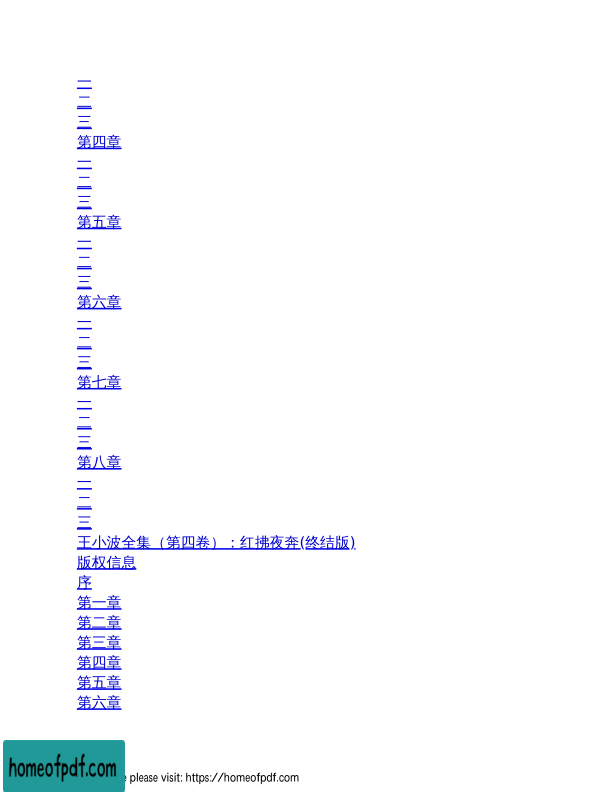 一
二
三
第四章
一
二
三
第五章
一
二
三
第六章
一
二
三
第七章
一
二
三
第八章
一
二
三
王小波全集（第四卷）：红拂夜奔(终结版)
版权信息
序
第一章
第二章
第三章
第四章
第五章
第六章
homeofpdf.com
please visit: https://homeofpdf.com